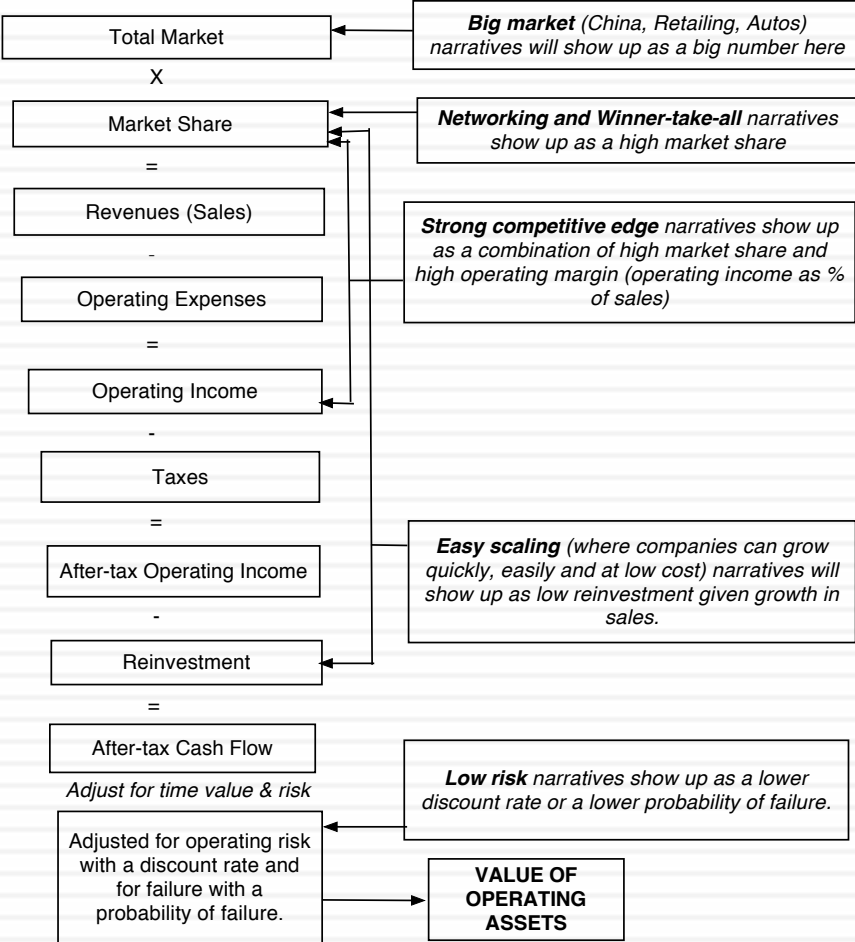 Total Market
Big market (China, Retailing, Autos)
narratives will show up as a big number here
X
Market Share
Networking and Winner-take-all narratives
show up as a high market share
=
Revenues (Sales)
Strong competitive edge narratives show up
as a combination of high market share and
high operating margin (operating income as %
of sales)
-
Operating Expenses
=
Operating Income
-
Taxes
=
After-tax Operating Income
Easy scaling (where companies can grow
quickly, easily and at low cost) narratives will
show up as low reinvestment given growth in
sales.
-
Reinvestment
=
After-tax Cash Flow
Adjust for time value & risk
Low risk narratives show up as a lower
discount rate or a lower probability of failure.
Adjusted for operating risk
with a discount rate and
for failure with a
probability of failure.
VALUE OF
OPERATING
ASSETS